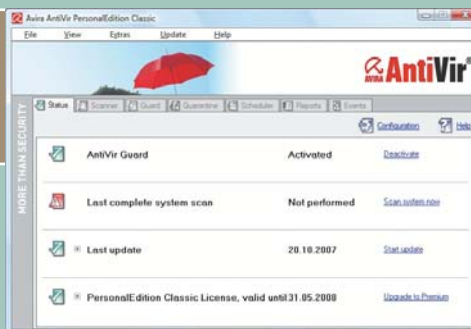 Avira AntiVir PersonalEdition Classic
File View Extras Update Help
AVIRA AntiVir®
MORE THAN SECURITY
Status Scanner Guard Quarantine Scheduler Reports Events
Configuration Help
AntiVir Guard Activated Deactivate
Last complete system scan Not performed Scan system now
Last update 20.10.2007 Start update
PersonalEdition Classic License, valid until 31.05.2008 Upgrade to Premium